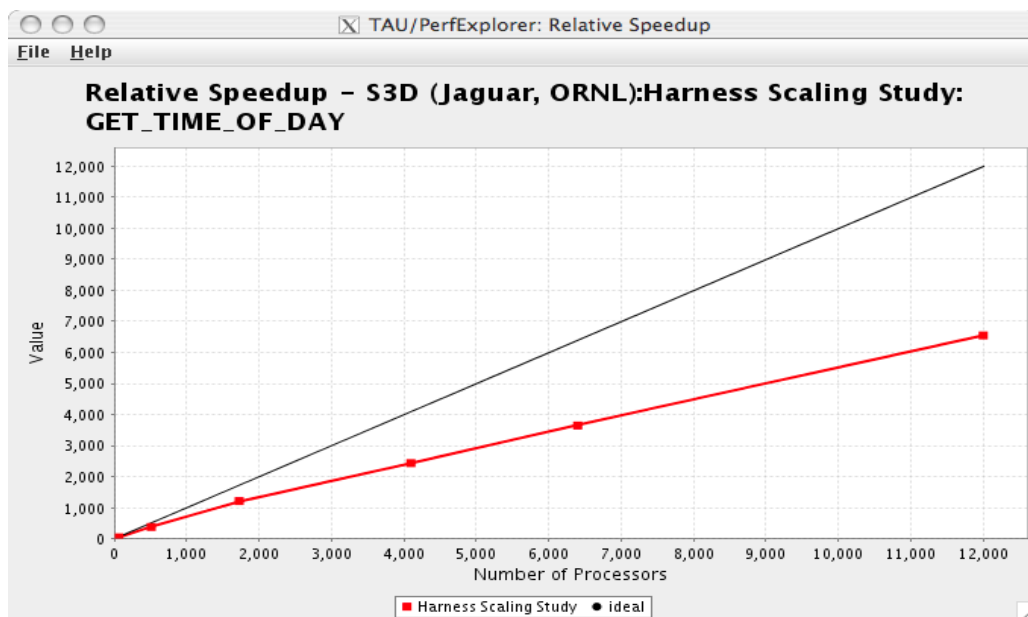 TAU/PerfExplorer: Relative Speedup
File Help
Relative Speedup – S3D (Jaguar, ORNL):Harness Scaling Study:
GET_TIME_OF_DAY
12,000
11,000
10,000
9,000
8,000
7,000
6,000
5,000
4,000
3,000
2,000
1,000
0
Value
0 1,000 2,000 3,000 4,000 5,000 6,000 7,000 8,000 9,000 10,000 11,000 12,000
Number of Processors
Harness Scaling Study ideal